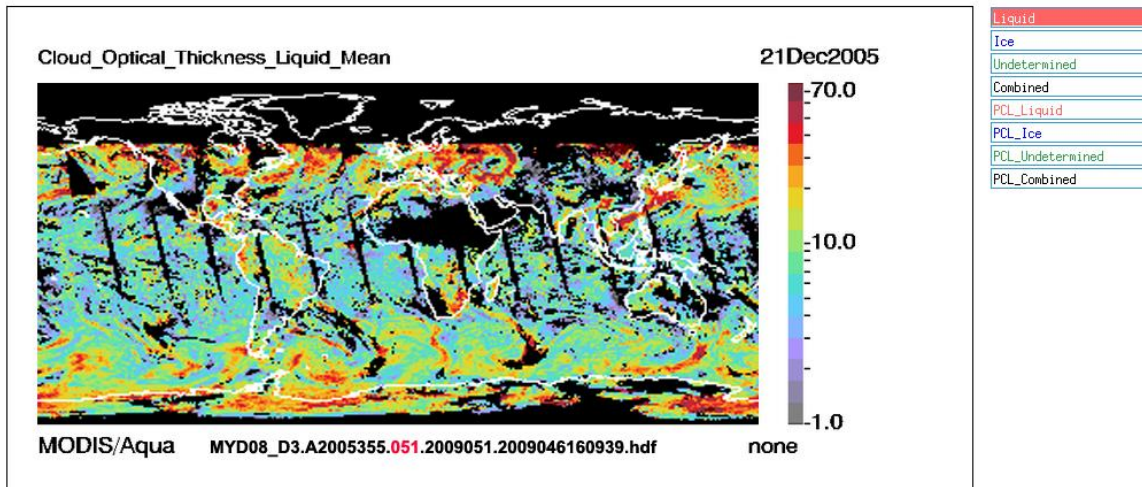 Cloud_Optical_Thickness_Liquid_Mean
21Dec2005
70.0
10.0
1.0
MODIS/Aqua
MYD08_D3.A2005355.051.2009051.2009046160939.hdf
none
Liquid
Ice
Undetermined
Combined
PCL_Liquid
PCL_Ice
PCL_Undetermined
PCL_Combined